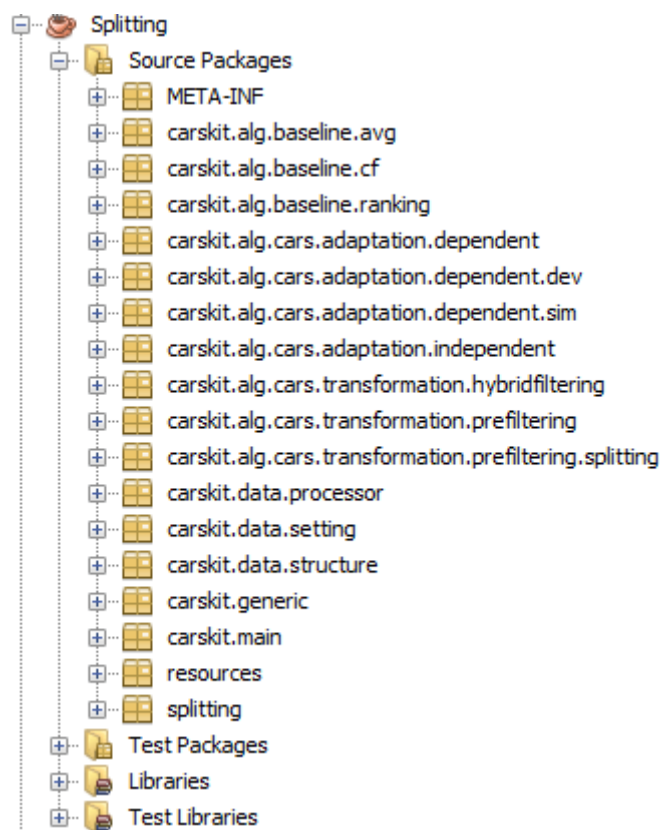 Splitting
Source Packages
META-INF
carskit.alg.baseline.avg
carskit.alg.baseline.cf
carskit.alg.baseline.ranking
carskit.alg.cars.adaptation.dependent
carskit.alg.cars.adaptation.dependent.dev
carskit.alg.cars.adaptation.dependent.sim
carskit.alg.cars.adaptation.independent
carskit.alg.cars.transformation.hybridfiltering
carskit.alg.cars.transformation.prefiltering
carskit.alg.cars.transformation.prefiltering.splitting
carskit.data.processor
carskit.data.setting
carskit.data.structure
carskit.generic
carskit.main
resources
splitting
Test Packages
Libraries
Test Libraries